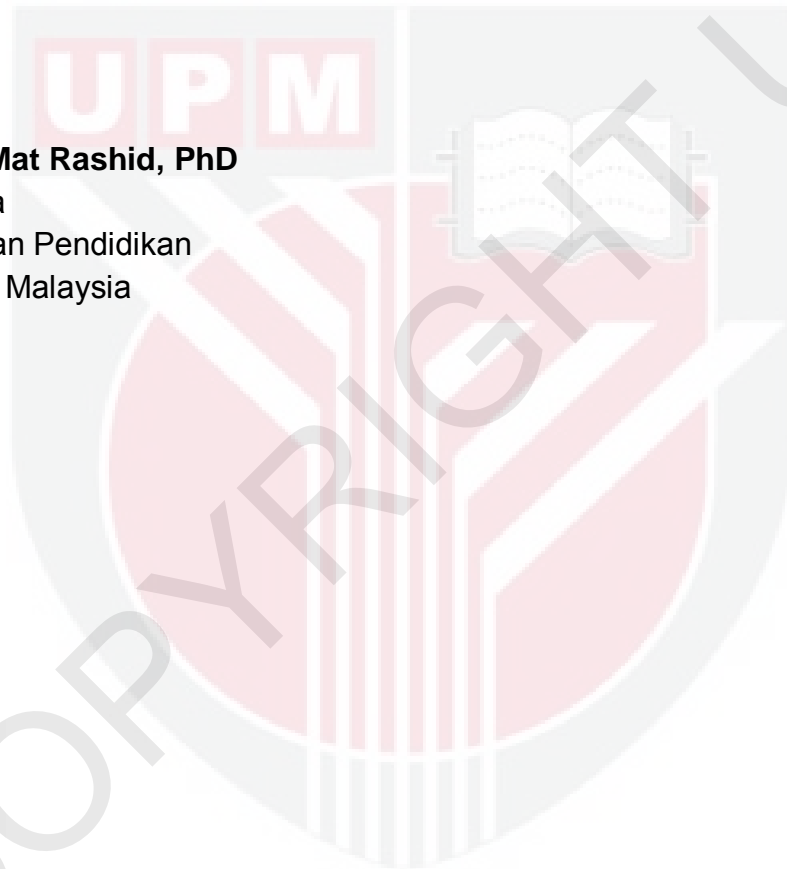 UPM
Mat Rashid, PhD
a
an Pendidikan
Malaysia
COPYRIGHT U